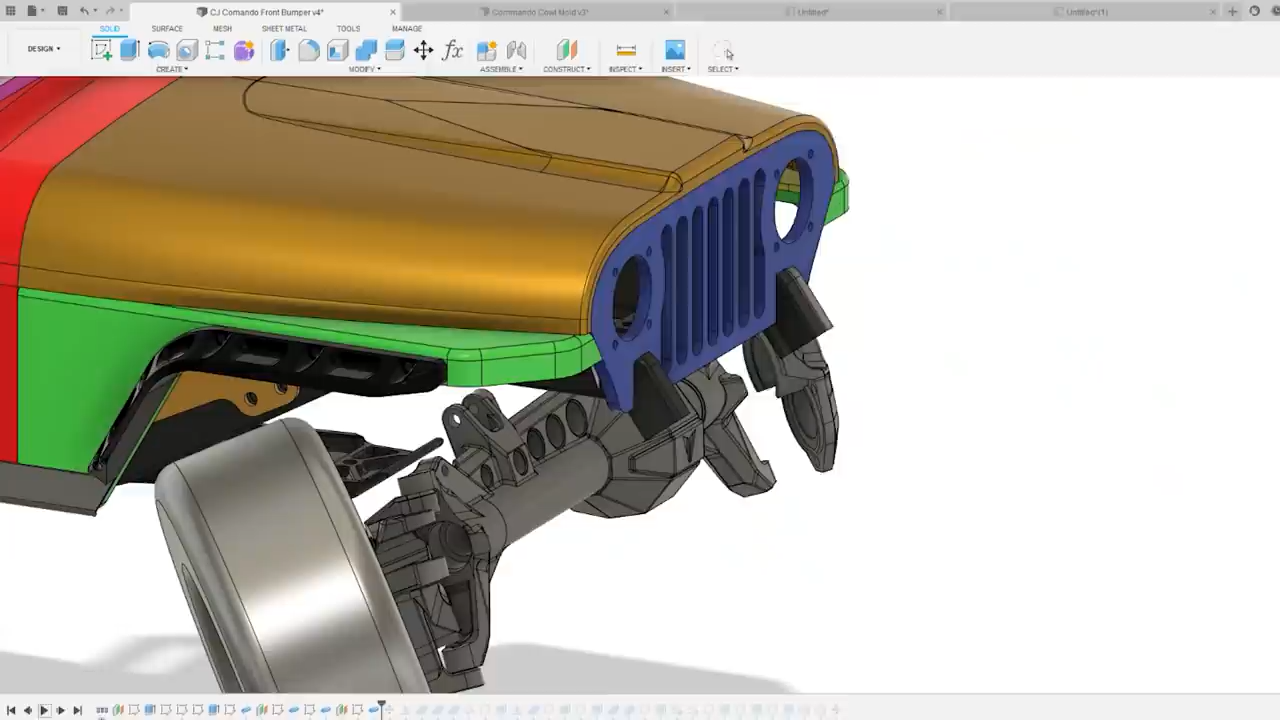 CJ Comando Front Bumper v4*
Commando Cowl Mold v3*
Untitled*
Untitled*(1)
SOLID
SURFACE
MESH
SHEET METAL
TOOLS
MANAGE
DESIGN
fx
CREATE
MODIFY
ASSEMBLE
CONSTRUCT
INSPECT
INSERT
SELECT